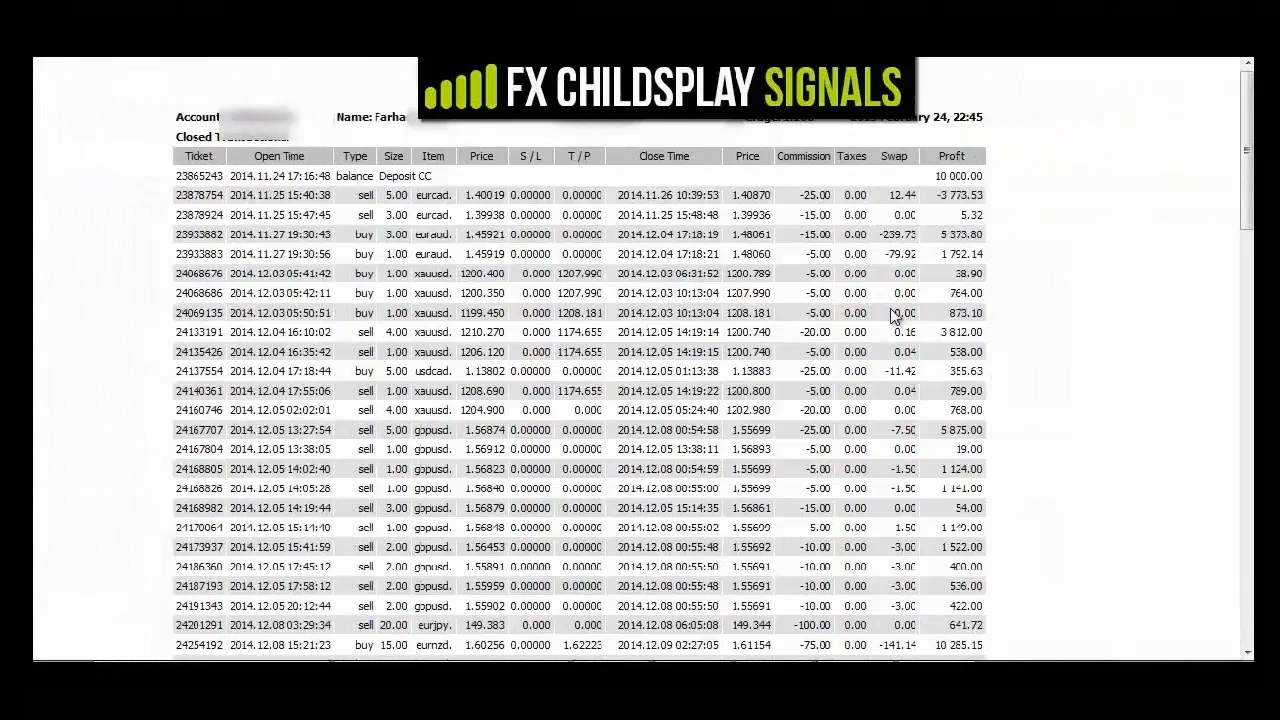 FX CHILDSPLAY SIGNALS
Account Name: Farha 24, 22:45
Closed
Ticket Open Time Type Size Item Price S / L T / P Close Time Price Commission Taxes Swap Profit
23865243 2014.11.24 17:16:48 balance Deposit CC 10 000.00
23878754 2014.11.25 15:40:38 sell 5.00 eurcad. 1.40019 0.00000 0.00000 2014.11.26 10:39:53 1.40870 -25.00 0.00 12.44 -3 773.53
23878924 2014.11.25 15:47:45 sell 3.00 eurcad. 1.39938 0.00000 0.00000 2014.11.25 15:48:48 1.39936 -15.00 0.00 0.00 5.32
23933882 2014.11.27 19:30:43 buy 3.00 euraud. 1.45921 0.00000 0.00000 2014.12.04 17:18:19 1.48061 -15.00 0.00 -239.73 5 373.80
23933883 2014.11.27 19:30:56 buy 1.00 euraud. 1.45919 0.00000 0.00000 2014.12.04 17:18:21 1.48060 -5.00 0.00 -79.92 1 792.14
24068676 2014.12.03 05:41:42 buy 1.00 xauusd. 1200.400 0.000 1207.990 2014.12.03 06:31:52 1200.789 -5.00 0.00 0.00 38.90
24068686 2014.12.03 05:42:11 buy 1.00 xauusd. 1200.350 0.000 1207.990 2014.12.03 10:13:04 1207.990 -5.00 0.00 0.00 764.00
24069135 2014.12.03 05:50:51 buy 1.00 xauusd. 1199.450 0.000 1208.181 2014.12.03 10:13:04 1208.181 -5.00 0.00 0.00 873.10
24133191 2014.12.04 16:10:02 sell 4.00 xauusd. 1210.270 0.000 1174.655 2014.12.05 14:19:14 1200.740 -20.00 0.00 0.16 3 812.00
24135426 2014.12.04 16:35:42 sell 1.00 xauusd. 1206.120 0.000 1174.655 2014.12.05 14:19:15 1200.740 -5.00 0.00 0.04 538.00
24137554 2014.12.04 17:18:44 buy 5.00 usdcad. 1.13802 0.00000 0.00000 2014.12.05 01:13:38 1.13883 -25.00 0.00 -11.42 355.63
24140361 2014.12.04 17:55:06 sell 1.00 xauusd. 1208.690 0.000 1174.655 2014.12.05 14:19:22 1200.800 -5.00 0.00 0.04 789.00
24160746 2014.12.05 02:02:01 sell 4.00 xauusd. 1204.900 0.000 0.000 2014.12.05 05:24:40 1202.980 -20.00 0.00 0.00 768.00
24167707 2014.12.05 13:27:54 sell 5.00 gbpusd. 1.56874 0.00000 0.00000 2014.12.08 00:54:58 1.55699 -25.00 0.00 -7.50 5 875.00
24167804 2014.12.05 13:38:05 sell 1.00 gbpusd. 1.56912 0.00000 0.00000 2014.12.05 13:38:11 1.56893 -5.00 0.00 0.00 19.00
24168805 2014.12.05 14:02:40 sell 1.00 gbpusd. 1.56823 0.00000 0.00000 2014.12.08 00:54:59 1.55699 -5.00 0.00 -1.50 1 124.00
24168826 2014.12.05 14:05:28 sell 1.00 gbpusd. 1.56840 0.00000 0.00000 2014.12.08 00:55:00 1.55699 -5.00 0.00 -1.50 1 141.00
24168982 2014.12.05 14:19:44 sell 3.00 gbpusd. 1.56879 0.00000 0.00000 2014.12.05 15:14:35 1.56861 -15.00 0.00 0.00 54.00
24170064 2014.12.05 15:14:40 sell 1.00 gbpusd. 1.56848 0.00000 0.00000 2014.12.08 00:55:02 1.55699 5.00 0.00 1.50 1 149.00
24173937 2014.12.05 15:41:59 sell 2.00 gbpusd. 1.56453 0.00000 0.00000 2014.12.08 00:55:48 1.55692 -10.00 0.00 -3.00 1 522.00
24186360 2014.12.05 17:45:12 sell 2.00 gbpusd. 1.55891 0.00000 0.00000 2014.12.08 00:55:50 1.55691 -10.00 0.00 -3.00 400.00
24187193 2014.12.05 17:58:12 sell 2.00 gbpusd. 1.55959 0.00000 0.00000 2014.12.08 00:55:48 1.55691 -10.00 0.00 -3.00 536.00
24191343 2014.12.05 20:12:44 sell 2.00 gbpusd. 1.55902 0.00000 0.00000 2014.12.08 00:55:50 1.55691 -10.00 0.00 -3.00 422.00
24201291 2014.12.08 03:29:34 sell 20.00 eurjpy. 149.383 0.000 0.000 2014.12.08 06:05:08 149.344 -100.00 0.00 0.00 641.72
24254192 2014.12.08 15:21:23 buy 15.00 eurnzd. 1.60256 0.00000 1.62223 2014.12.09 02:27:05 1.61154 -75.00 0.00 -141.14 10 285.15